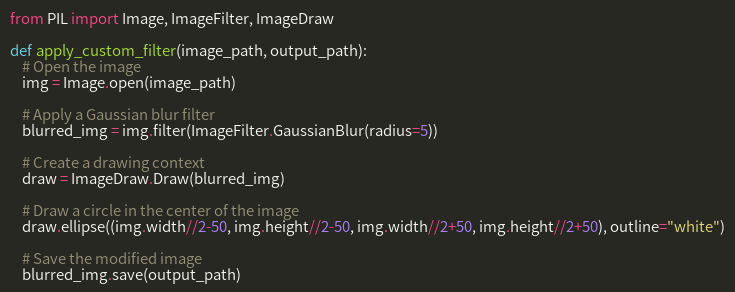 from PIL import Image, ImageFilter, ImageDraw
def apply_custom_filter(image_path, output_path):
# Open the image
img = Image.open(image_path)
# Apply a Gaussian blur filter
blurred_img = img.filter(ImageFilter.GaussianBlur(radius=5))
# Create a drawing context
draw = ImageDraw.Draw(blurred_img)
# Draw a circle in the center of the image
draw.ellipse((img.width//2-50, img.height//2-50, img.width//2+50, img.height//2+50), outline="white")
# Save the modified image
blurred_img.save(output_path)